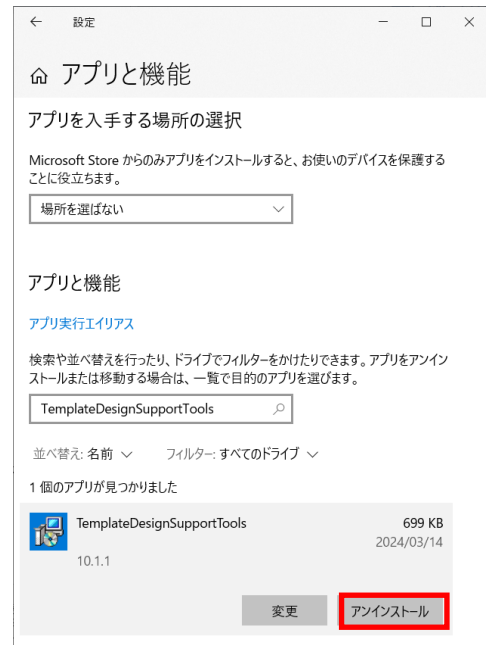 設定
アプリと機能
アプリを入手する場所の選択
Microsoft Store からのみアプリをインストールすると、お使いのデバイスを保護する
ことに役立ちます。
場所を選ばない
アプリと機能
アプリ実行エイリアス
検索や並べ替えを行ったり、ドライブでフィルターをかけたりできます。アプリをアンイン
ストールまたは移動する場合は、一覧で目的のアプリを選びます。
TemplateDesignSupportTools
並べ替え: 名前 フィルター: すべてのドライブ
1 個のアプリが見つかりました
TemplateDesignSupportTools 699 KB
2024/03/14
10.1.1
変更 アンインストール